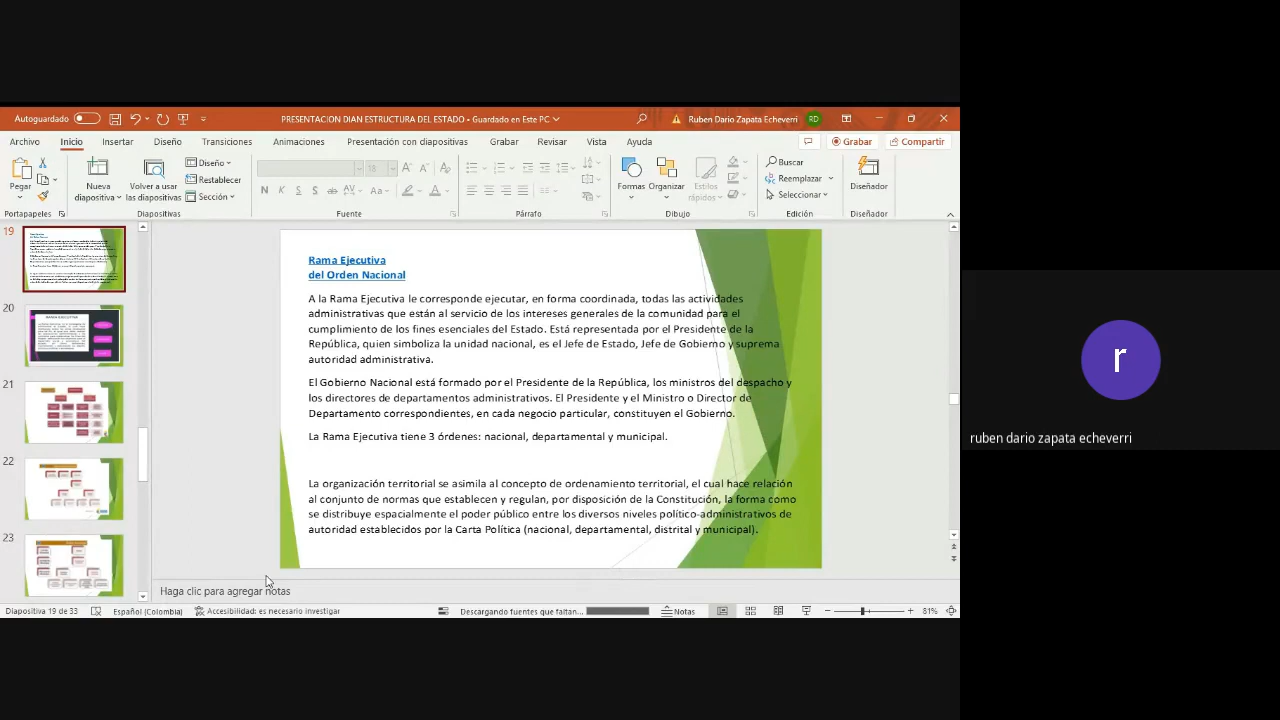 Autoguardado
PRESENTACION DIAN ESTRUCTURA DEL ESTADO • Guardado en Este PC
Ruben Dario Zapata Echeverri
RD
Archivo
Inicio
Insertar
Diseño
Transiciones
Animaciones
Presentación con diapositivas
Grabar
Revisar
Vista
Ayuda
Grabar
Compartir
Pegar
Nueva diapositiva
Volver a usar las diapositivas
Diseño
Restablecer
Sección
18
N K S S ab AV Aa A
Formas
Organizar
Estilos rápidos
Buscar
Reemplazar
Seleccionar
Diseñador
Portapapeles
Diapositivas
Fuente
Párrafo
Dibujo
Edición
Diseñador
19
20
21
22
23
Rama Ejecutiva
del Orden Nacional
A la Rama Ejecutiva le corresponde ejecutar, en forma coordinada, todas las actividades
administrativas que están al servicio de los intereses generales de la comunidad para el
cumplimiento de los fines esenciales del Estado. Esta representada por el Presidente de la
República, quien simboliza la unidad nacional, es el Jefe de Estado, Jefe de Gobierno y suprema
autoridad administrativa.
El Gobierno Nacional está formado por el Presidente de la República, los ministros del despacho y
los directores de departamentos administrativos. El Presidente y el Ministro o Director de
Departamento correspondientes, en cada negocio particular, constituyen el Gobierno.
La Rama Ejecutiva tiene 3 órdenes: nacional, departamental y municipal.
La organización territorial se asimila al concepto de ordenamiento territorial, el cual hace relación
al conjunto de normas que establecen y regulan, por disposición de la Constitución, la forma como
se distribuye espacialmente el poder público entre los diversos niveles político-administrativos de
autoridad establecidos por la Carta Política (nacional, departamental, distrital y municipal).
Haga clic para agregar notas
Diapositiva 19 de 33
Español (Colombia)
Accesibilidad: es necesario investigar
Descargando fuentes que faltan...
Notas
81%
r
ruben dario zapata echeverri